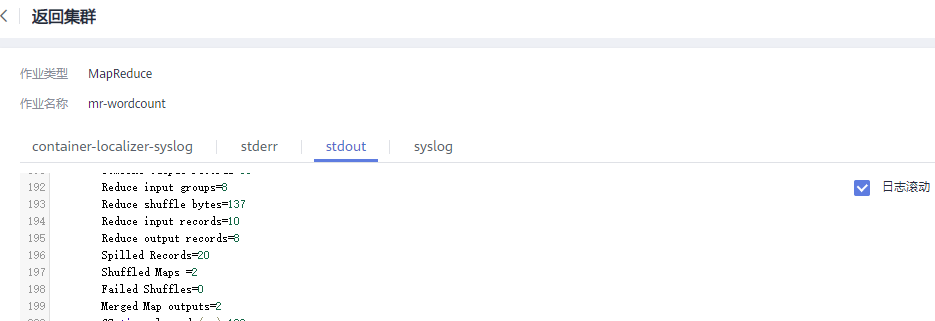 返回集群
作业类型 MapReduce
作业名称 mr-wordcount
container-localizer-syslog stderr stdout syslog
日志滚动
192 Reduce input groups=8
193 Reduce shuffle bytes=137
194 Reduce input records=10
195 Reduce output records=8
196 Spilled Records=20
197 Shuffled Maps =2
198 Failed Shuffles=0
199 Merged Map outputs=2